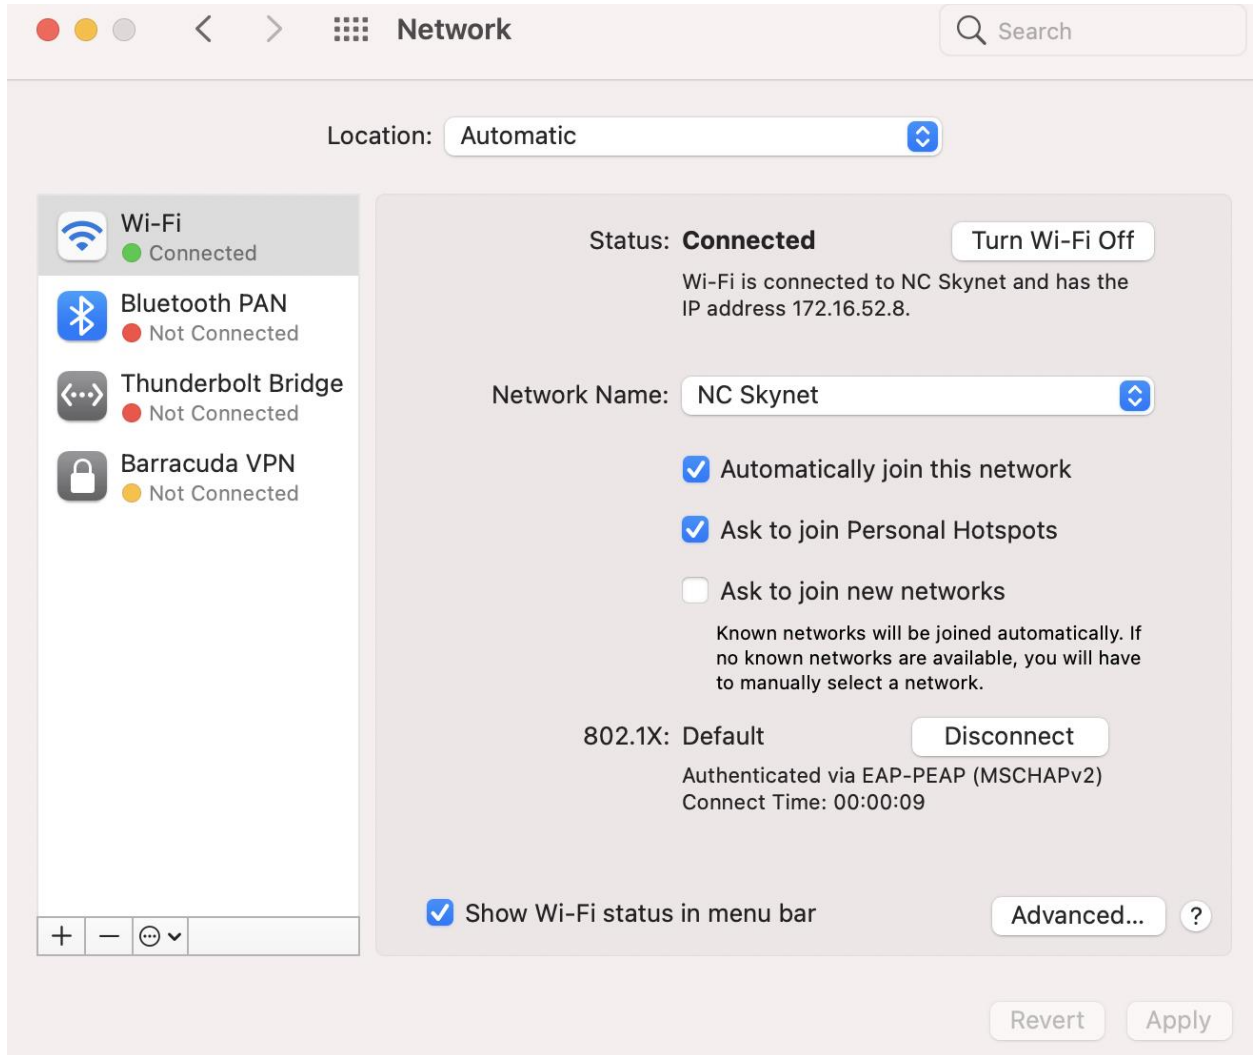 Network
Search
Location: Automatic
Wi-Fi
Connected
Bluetooth PAN
Not Connected
Thunderbolt Bridge
Not Connected
Barracuda VPN
Not Connected
Status: Connected
Turn Wi-Fi Off
Wi-Fi is connected to NC Skynet and has the
IP address 172.16.52.8.
Network Name: NC Skynet
Automatically join this network
Ask to join Personal Hotspots
Ask to join new networks
Known networks will be joined automatically. If
no known networks are available, you will have
to manually select a network.
802.1X: Default
Disconnect
Authenticated via EAP-PEAP (MSCHAPv2)
Connect Time: 00:00:09
Show Wi-Fi status in menu bar
Advanced...
?
Revert
Apply